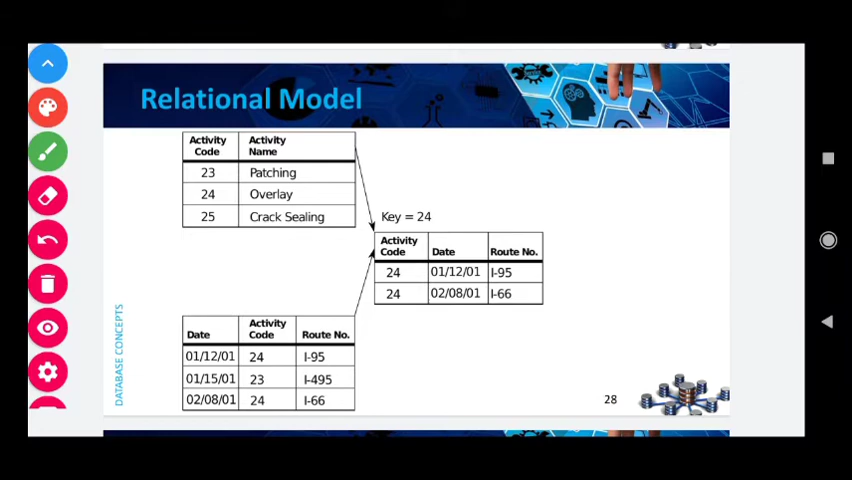 Relational Model
Activity Code Activity Name
23 Patching
24 Overlay
25 Crack Sealing
Key = 24
Activity Code Date Route No.
24 01/12/01 I-95
24 02/08/01 I-66
Date Activity Code Route No.
01/12/01 24 I-95
01/15/01 23 I-495
02/08/01 24 I-66
DATABASE CONCEPTS
28